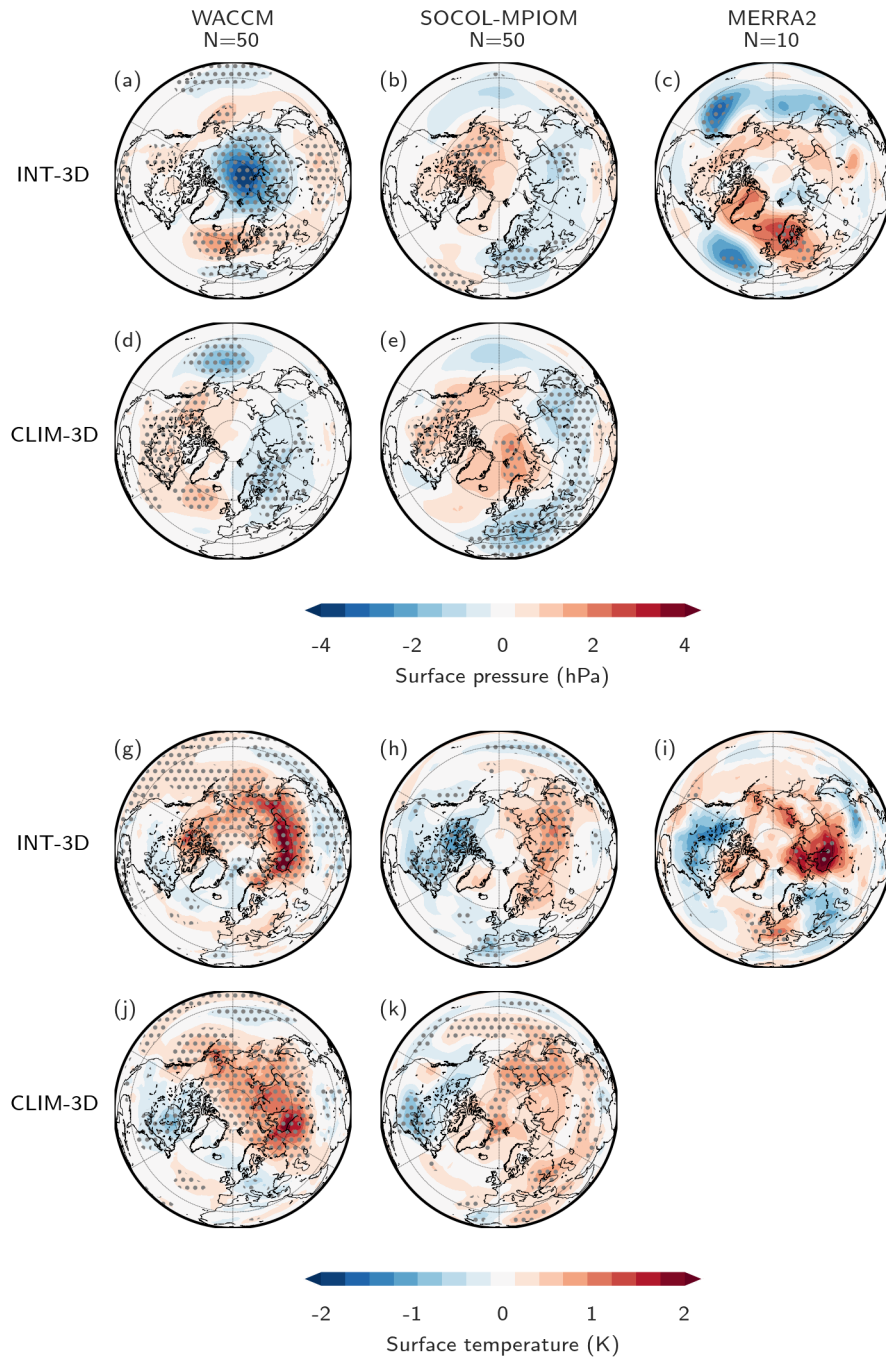 WACCM SOCOL-MPIOM MERRA2
N=50 N=50 N=10
(a) (b) (c)
INT-3D
(d) (e)
CLIM-3D
-4 -2 0 2 4
Surface pressure (hPa)
(g) (h) (i)
INT-3D
(j) (k)
CLIM-3D
-2 -1 0 1 2
Surface temperature (K)